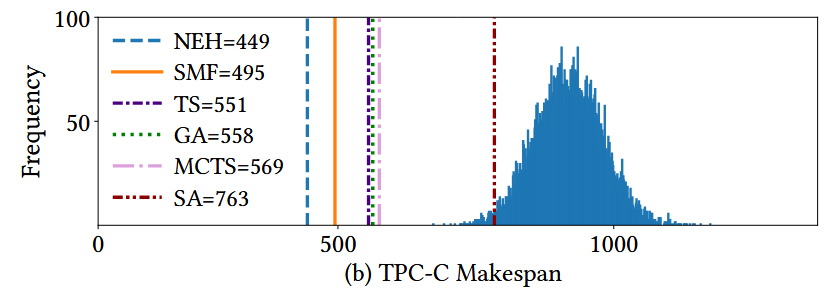 100
50
Frequency
NEH=449
SMF=495
TS=551
GA=558
MCTS=569
SA=763
0
500
1000
(b) TPC-C Makespan